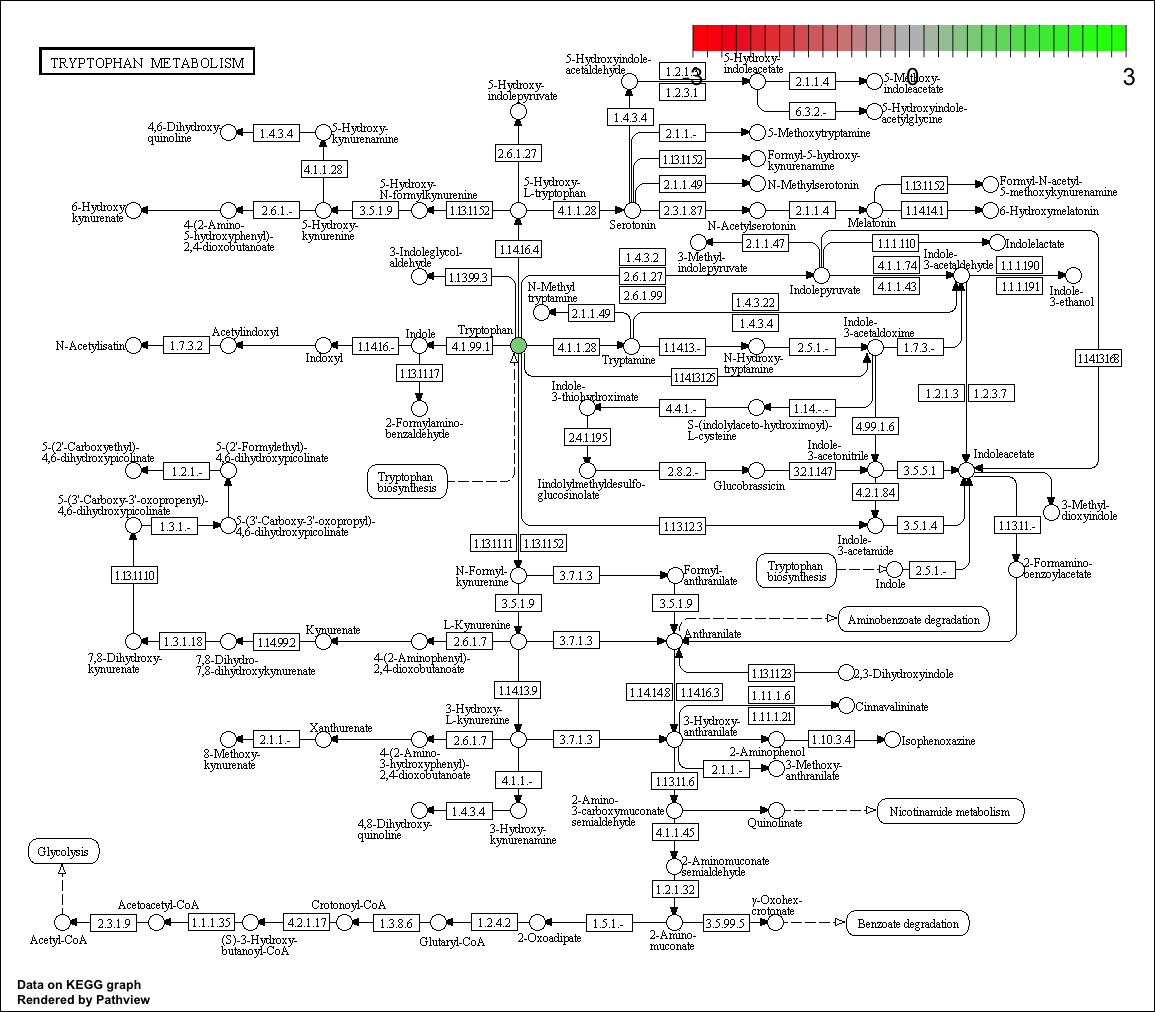 TRYPTOPHAN METABOLISM
-3
0
3
5-Hydroxyindole-
acetaldehyde
1.2.1.3
1.2.3.1
5-Hydroxy-
indoleacetate
2.1.1.4
5-Methoxy-
indoleacetate
6.3.2.-
5-Hydroxyindole-
acetylglycine
5-Hydroxy-
indolepyruvate
1.4.3.4
4,6-Dihydroxy-
quinoline
1.4.3.4
5-Hydroxy-
kynurenamine
2.1.1.-
5-Methoxytryptamine
2.6.1.27
1.13.11.52
Formyl-5-hydroxy-
kynurenamine
4.1.1.28
5-Hydroxy-
N-formylkynurenine
5-Hydroxy-
L-tryptophan
2.1.1.49
N-Methylserotonin
1.13.11.52
Formyl-N-acetyl-
5-methoxykynurenamine
6-Hydroxy
kynurenate
2.6.1.-
3.5.1.9
1.13.11.52
4.1.1.28
2.3.1.87
2.1.1.4
1.14.14.1
6-Hydroxymelatonin
4-(2-Amino-
5-hydroxyphenyl)-
2,4-dioxobutanoate
5-Hydroxy-
kynurenine
Serotonin
N-Acetylserotonin
Melatonin
1.14.16.4
3-Indoleglycol-
aldehyde
1.13.99.3
1.4.3.2
2.6.1.27
2.6.1.99
2.1.1.47
3-Methyl-
indolepyruvate
1.1.1.110
Indolelactate
Indolepyruvate
4.1.1.74
4.1.1.43
Indole-
3-acetaldehyde
1.1.1.190
1.1.1.191
Indole-
3-ethanol
N-Methyl
tryptamine
2.1.1.49
1.4.3.22
1.4.3.4
N-Acetylisatin
1.7.3.2
Acetylindoxyl
Indoxyl
1.14.16.-
Indole
4.1.99.1
Tryptophan
4.1.1.28
Tryptamine
1.14.13.-
N-Hydroxy-
tryptamine
2.5.1.-
Indole-
3-acetaldoxime
1.7.3.-
1.14.13.168
1.13.11.17
1.14.13.125
2-Formylamino-
benzaldehyde
Indole-
3-thiohydroximate
4.4.1.-
1.14.-.-
S-(indolylaceto-hydroximoyl)-
L-cysteine
1.2.1.3
1.2.3.7
2.4.1.195
4.99.1.6
5-(2'-Carboxyethyl)-
4,6-dihydroxypicolinate
5-(2'-Formylethyl)-
4,6-dihydroxypicolinate
1.2.1.-
Tryptophan
biosynthesis
Iindolylmethyldesulfo-
glucosinolate
2.8.2.-
Glucobrassicin
3.2.1.147
Indole-
3-acetonitrile
3.5.5.1
Indoleacetate
4.2.1.84
5-(3'-Carboxy-3'-oxopropenyl)-
4,6-dihydroxypicolinate
1.3.1.-
5-(3'-Carboxy-3'-oxopropyl)-
4,6-dihydroxypicolinate
1.13.12.3
Indole-
3-acetamide
3.5.1.4
1.13.11.-
3-Methyl-
dioxyindole
1.13.11.11
1.13.11.52
1.13.11.10
N-Formyl-
kynurenine
3.7.1.3
Formyl-
anthranilate
Tryptophan
biosynthesis
Indole
2.5.1.-
2-Formamino-
benzoylacetate
3.5.1.9
3.5.1.9
Aminobenzoate degradation
7,8-Dihydroxy-
kynurenate
1.3.1.18
7,8-Dihydro-
7,8-dihydroxykynurenate
1.14.99.2
Kynurenate
4-(2-Aminophenyl)-
2,4-dioxobutanoate
2.6.1.7
L-Kynurenine
3.7.1.3
Anthranilate
1.13.11.23
2,3-Dihydroxyindole
1.14.13.9
1.14.14.8
1.14.16.3
1.11.1.6
1.11.1.21
Cinnavalininate
8-Methoxy-
kynurenate
2.1.1.-
Xanthurenate
4-(2-Amino-
3-hydroxyphenyl)-
2,4-dioxobutanoate
2.6.1.7
3-Hydroxy-
L-kynurenine
3.7.1.3
3-Hydroxy-
anthranilate
2-Aminophenol
1.10.3.4
Isophenoxazine
2.1.1.-
3-Methoxy-
anthranilate
4.1.1.-
1.13.11.6
4,8-Dihydroxy-
quinoline
1.4.3.4
3-Hydroxy-
kynurenamine
2-Amino-
3-carboxymuconate
semialdehyde
Quinolinate
Nicotinamide metabolism
4.1.1.45
Glycolysis
2-Aminomuconate
semialdehyde
1.2.1.32
Acetyl-CoA
2.3.1.9
Acetoacetyl-CoA
1.1.1.35
(S)-3-Hydroxy-
butanoyl-CoA
4.2.1.17
Crotonoyl-CoA
1.3.8.6
Glutaryl-CoA
1.2.4.2
2-Oxoadipate
1.5.1.-
2-Amino-
muconate
3.5.99.5
γ-Oxohex-
crotonate
Benzoate degradation
Data on KEGG graph
Rendered by Pathview